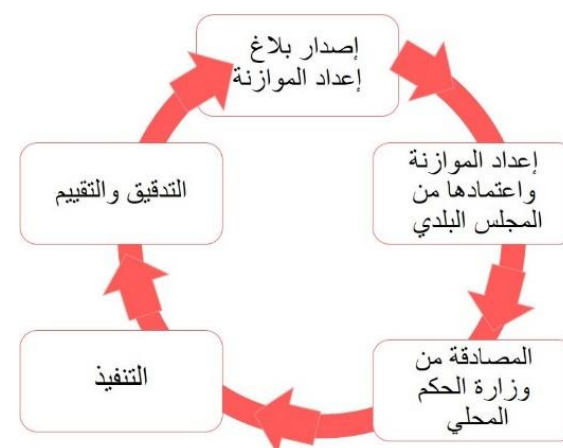 إصدار بلاغ
إعداد الموازنة
إعداد الموازنة
واعتمادها من
المجلس البلدي
المصادقة من
وزارة الحكم
المحلي
التنفيذ
التدقيق والتقييم